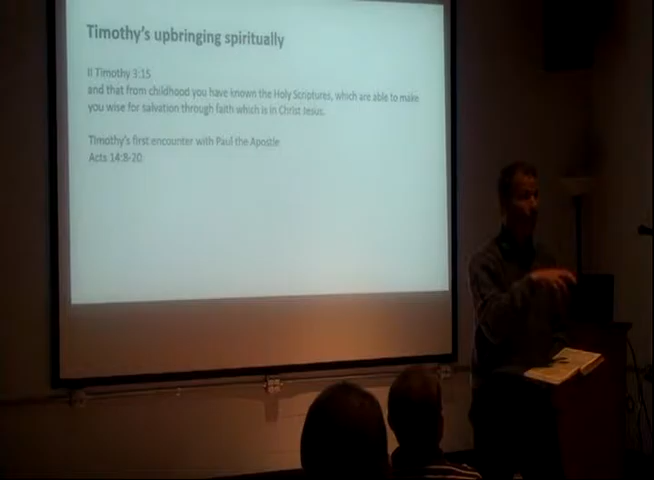 Timothy's upbringing spiritually
II Timothy 3:15
and that from childhood you have known the Holy Scriptures, which are able to make
you wise for salvation through faith which is in Christ Jesus.
Timothy's first encounter with Paul the Apostle
Acts 14:8-20